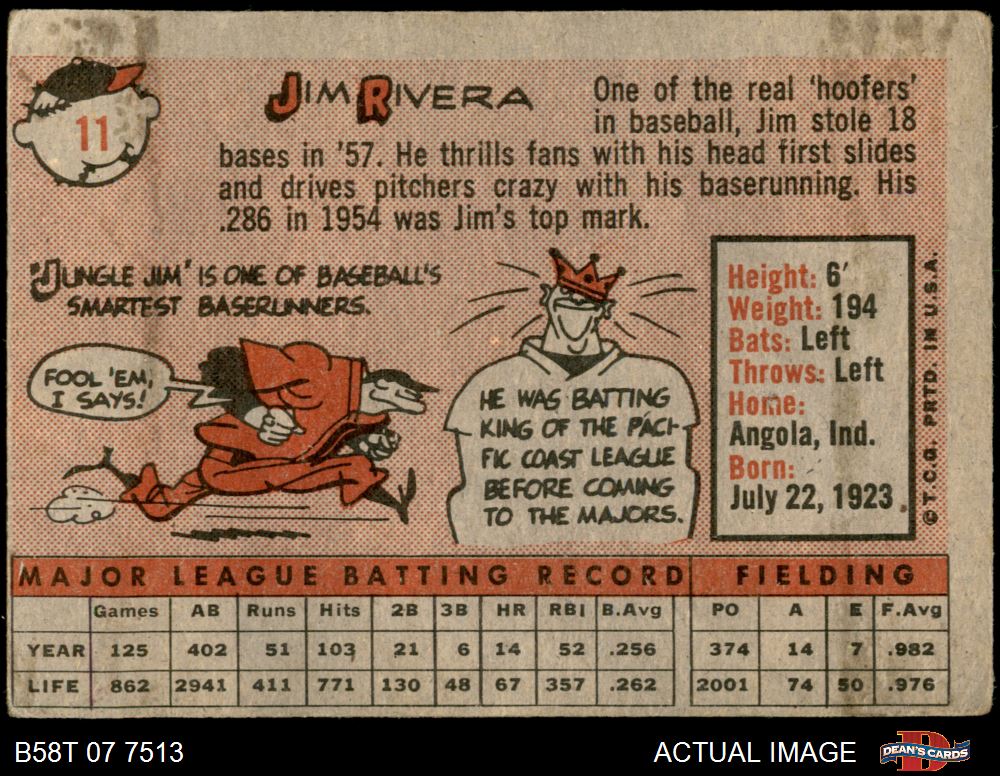 11
JIM RIVERA
One of the real 'hoofers'
in baseball, Jim stole 18
bases in '57. He thrills fans with his head first slides
and drives pitchers crazy with his baserunning. His
.286 in 1954 was Jim's top mark.
"JUNGLE JIM" IS ONE OF BASEBALL'S
SMARTEST BASERUNNERS.
FOOL 'EM,
I SAYS!
HE WAS BATTING
KING OF THE PACI-
FIC COAST LEAGUE
BEFORE COMING
TO THE MAJORS.
Height: 6'
Weight: 194
Bats: Left
Throws: Left
Home:
Angola, Ind.
Born:
July 22, 1923
© T.C.G. PRTD. IN U.S.A.
MAJOR LEAGUE BATTING RECORD FIELDING
Games AB Runs Hits 2B 3B HR RBI B.Avg PO A E F.Avg
YEAR 125 402 51 103 21 6 14 52 .256 374 14 7 .982
LIFE 862 2941 411 771 130 48 67 357 .262 2001 74 50 .976
B58T 07 7513 ACTUAL IMAGE DEAN'S CARDS